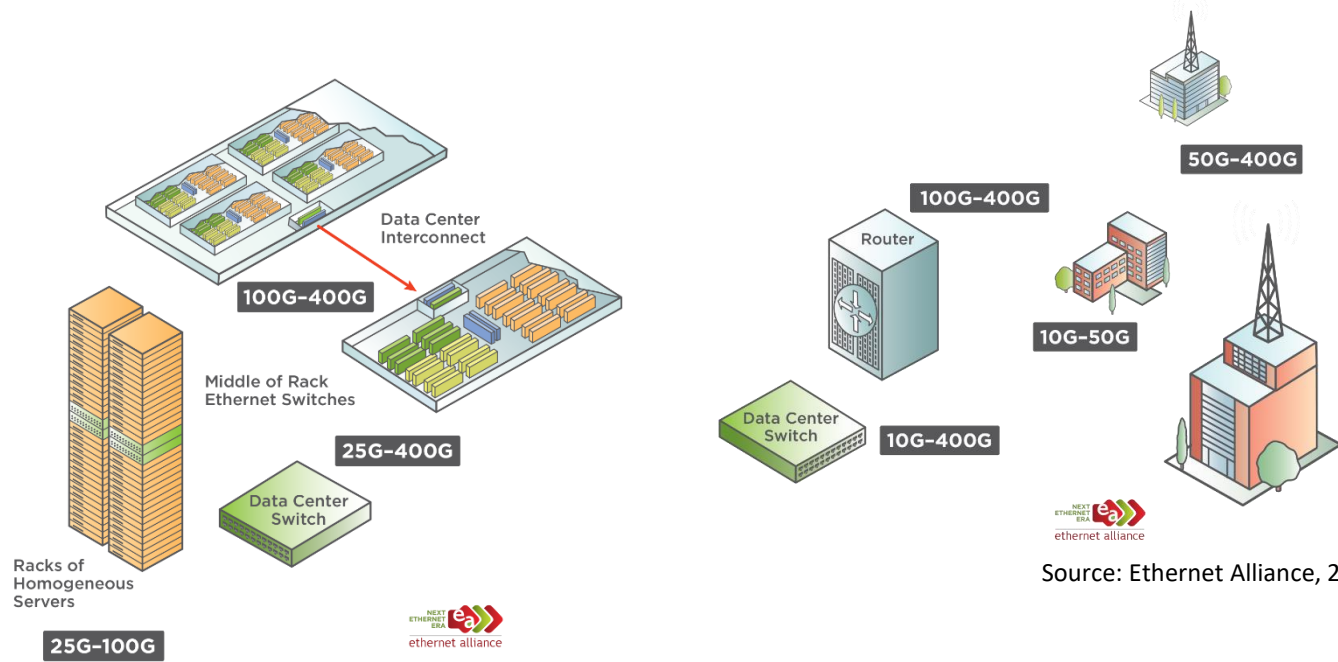 Data Center
Interconnect
100G–400G
Middle of Rack
Ethernet Switches
25G–400G
Data Center
Switch
Racks of
Homogeneous
Servers
25G–100G
NEXT
ETHERNET
ERA
ea
ethernet alliance
50G–400G
100G–400G
Router
10G–50G
Data Center
Switch
10G–400G
NEXT
ETHERNET
ERA
ea
ethernet alliance
Source: Ethernet Alliance, 2